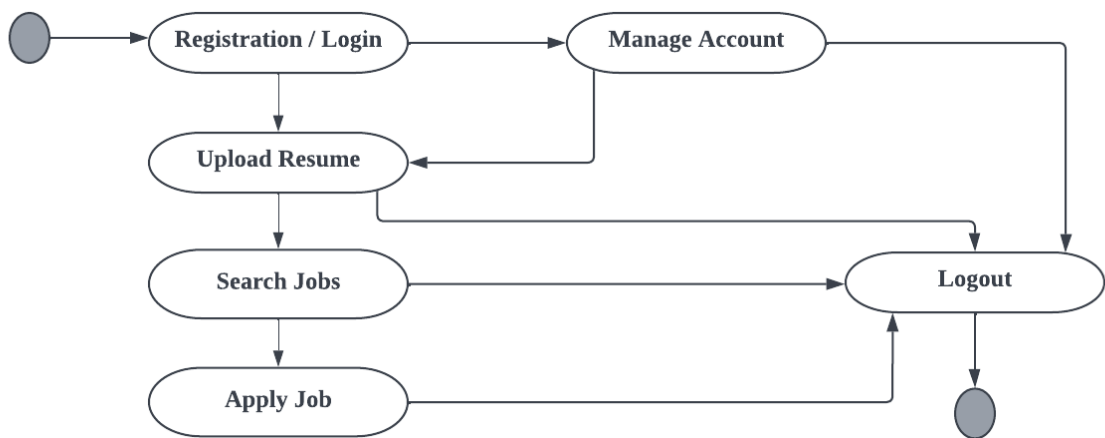 Registration / Login
Manage Account
Upload Resume
Search Jobs
Logout
Apply Job